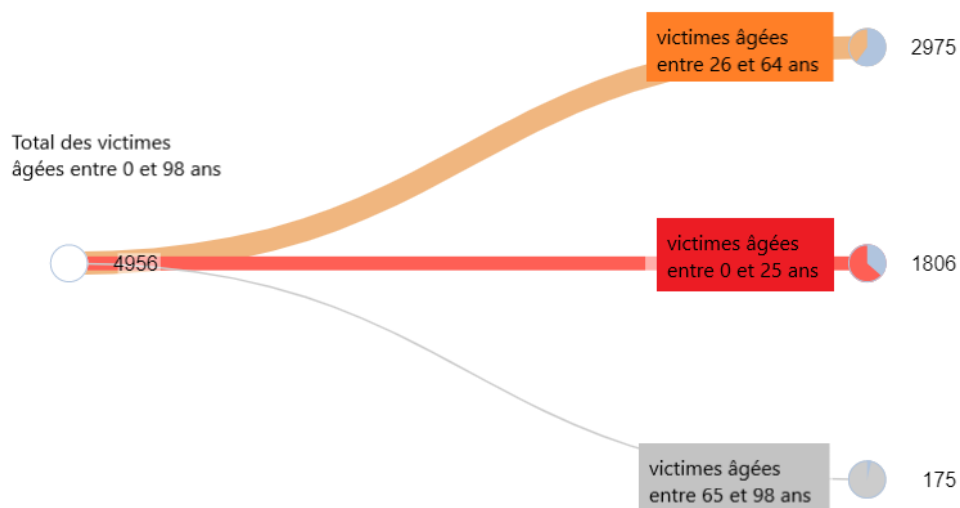 victimes âgées
entre 26 et 64 ans
2975
Total des victimes
âgées entre 0 et 98 ans
4956
victimes âgées
entre 0 et 25 ans
1806
victimes âgées
entre 65 et 98 ans
175